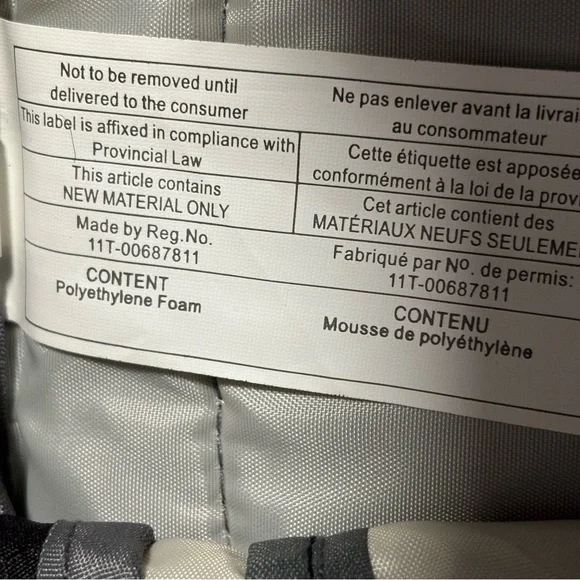 Not to be removed until
delivered to the consumer
This label is affixed in compliance with
Provincial Law
This article contains
NEW MATERIAL ONLY
Made by Reg.No.
11T-00687811
CONTENT
Polyethylene Foam
Ne pas enlever avant la livrai
au consommateur
Cette étiquette est apposée
conformément à la loi de la provi
Cet article contient des
MATÉRIAUX NEUFS SEULEME
Fabriqué par Nº. de permis:
11T-00687811
CONTENU
Mousse de polyéthylène